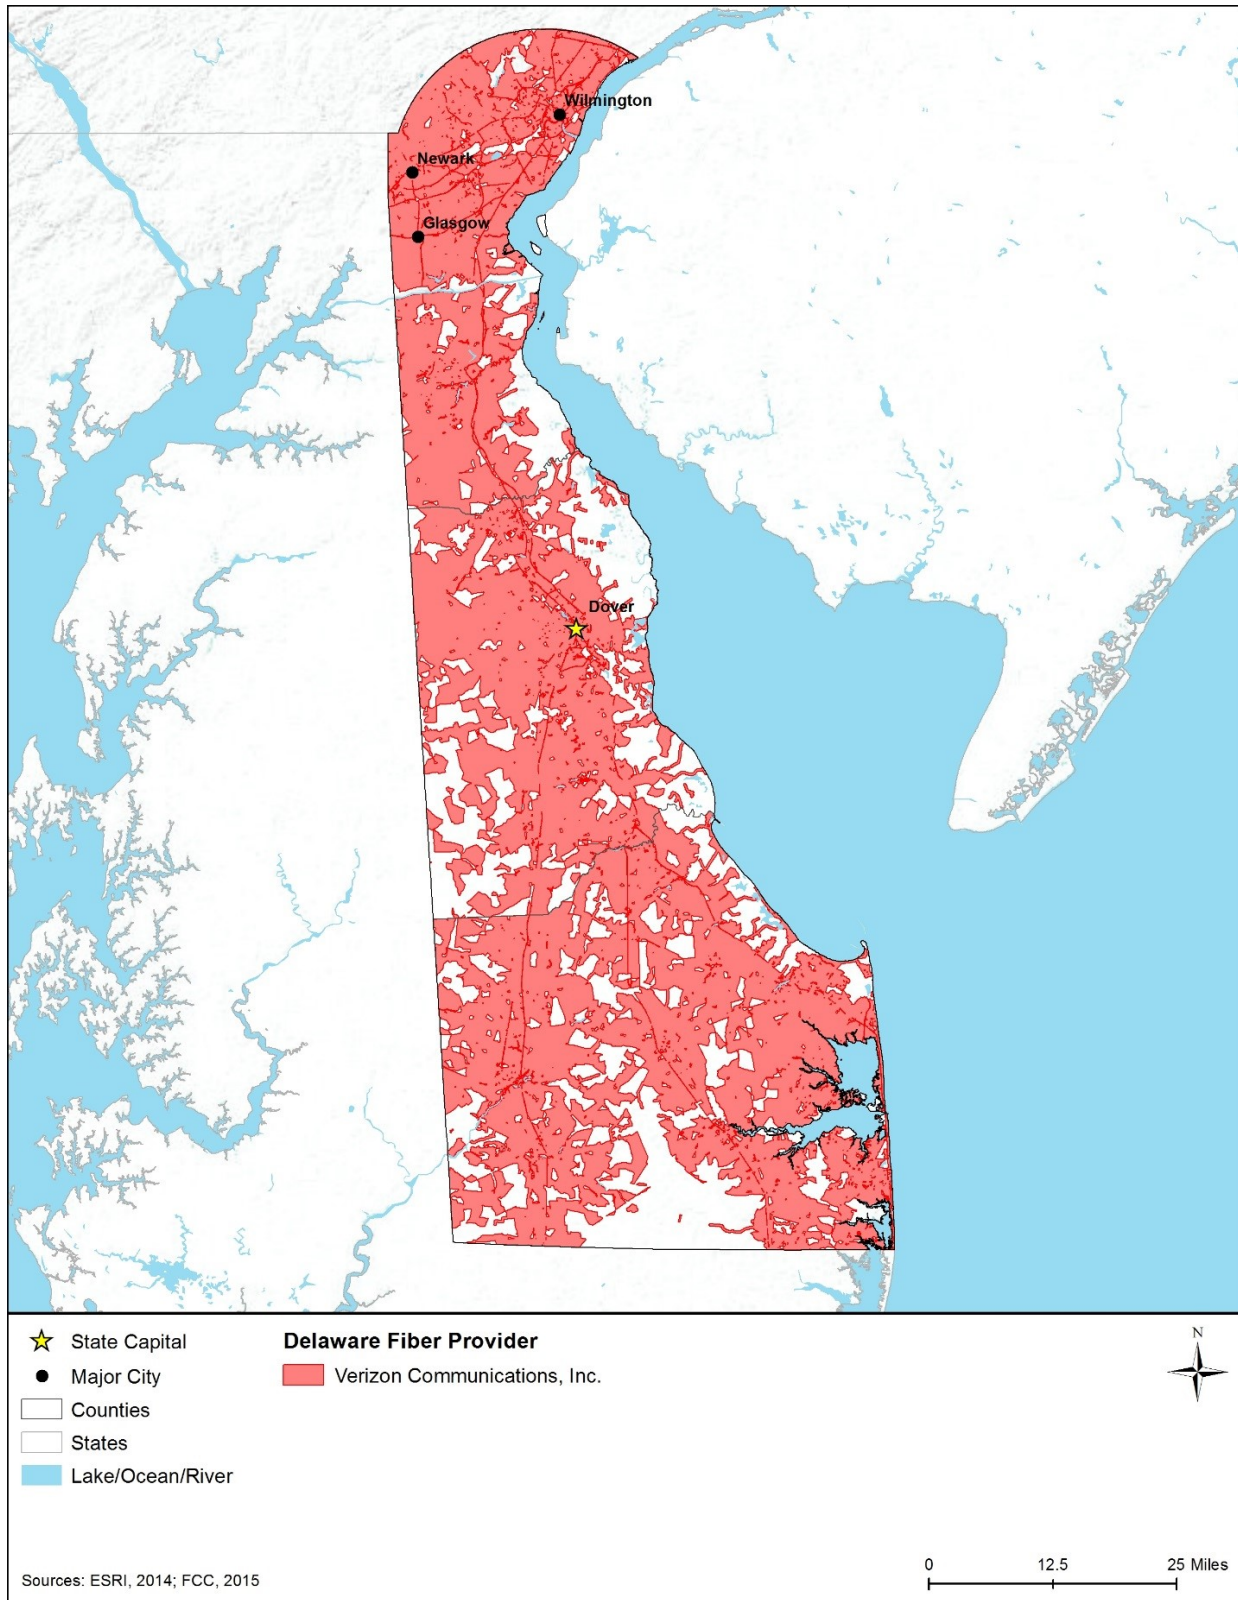 Wilmington
Newark
Glasgow
Dover
State Capital
Major City
Counties
States
Lake/Ocean/River
Delaware Fiber Provider
Verizon Communications, Inc.
N
Sources: ESRI, 2014; FCC, 2015
0 12.5 25 Miles